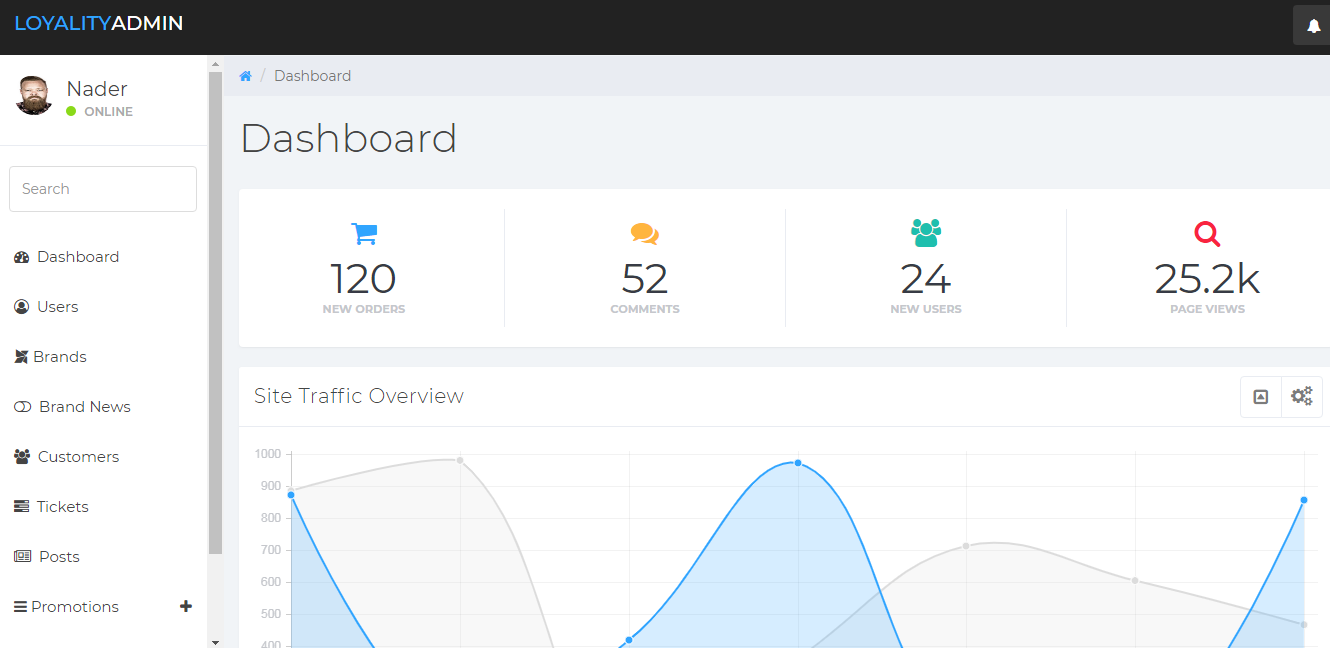 LOYALITYADMIN
Nader
ONLINE
Search
Dashboard
Users
Brands
Brand News
Customers
Tickets
Posts
Promotions
/ Dashboard
Dashboard
120
NEW ORDERS
52
COMMENTS
24
NEW USERS
25.2k
PAGE VIEWS
Site Traffic Overview
1000
900
800
700
600
500
400